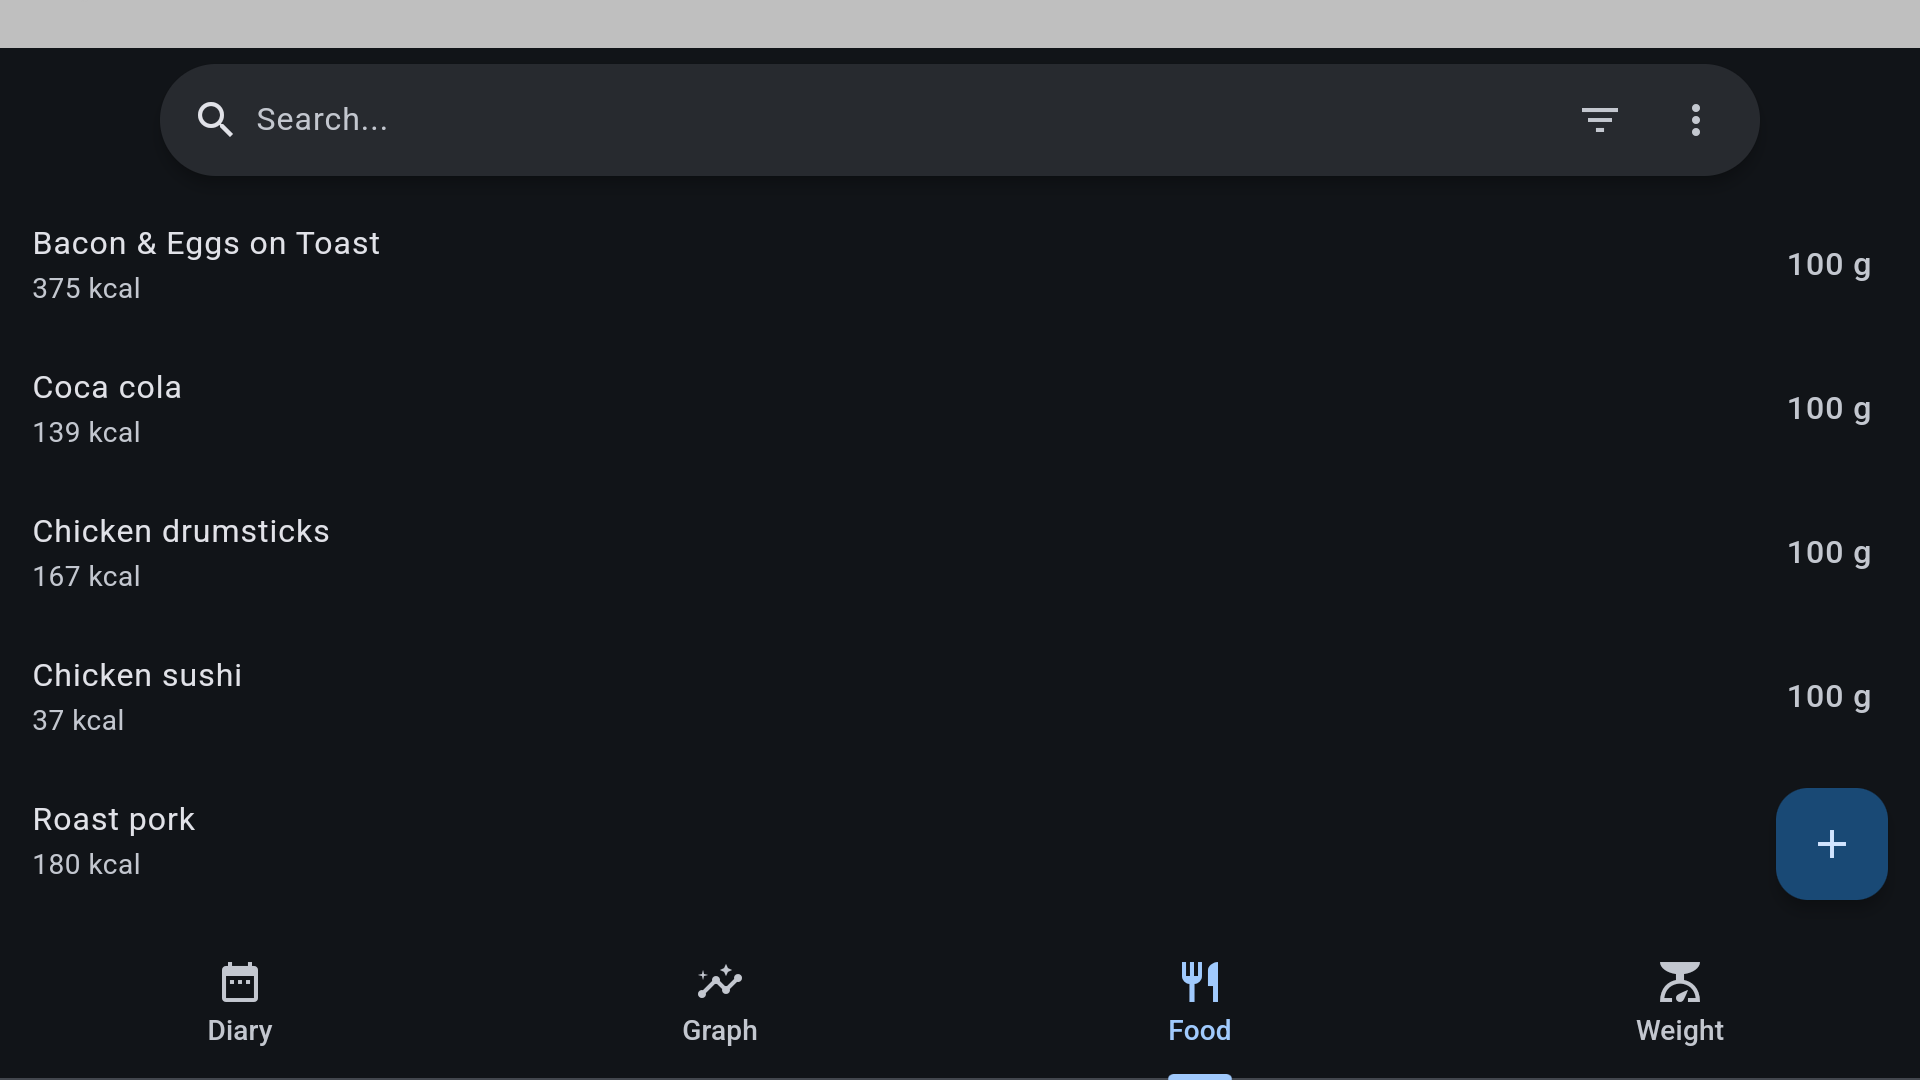 Search...
Bacon & Eggs on Toast
375 kcal
100 g
Coca cola
139 kcal
100 g
Chicken drumsticks
167 kcal
100 g
Chicken sushi
37 kcal
100 g
Roast pork
180 kcal
Diary
Graph
Food
Weight